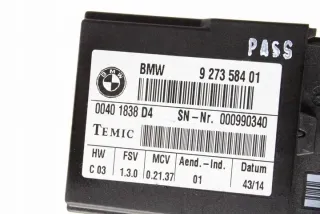 PASS
BMW 9 273 584 01
0040 1838 D4 SN-Nr. 000990340
TEMIC
HW FSV MCV Aend.-Ind. Datum
C 03 1.3.0 0.21.37 01 43/14